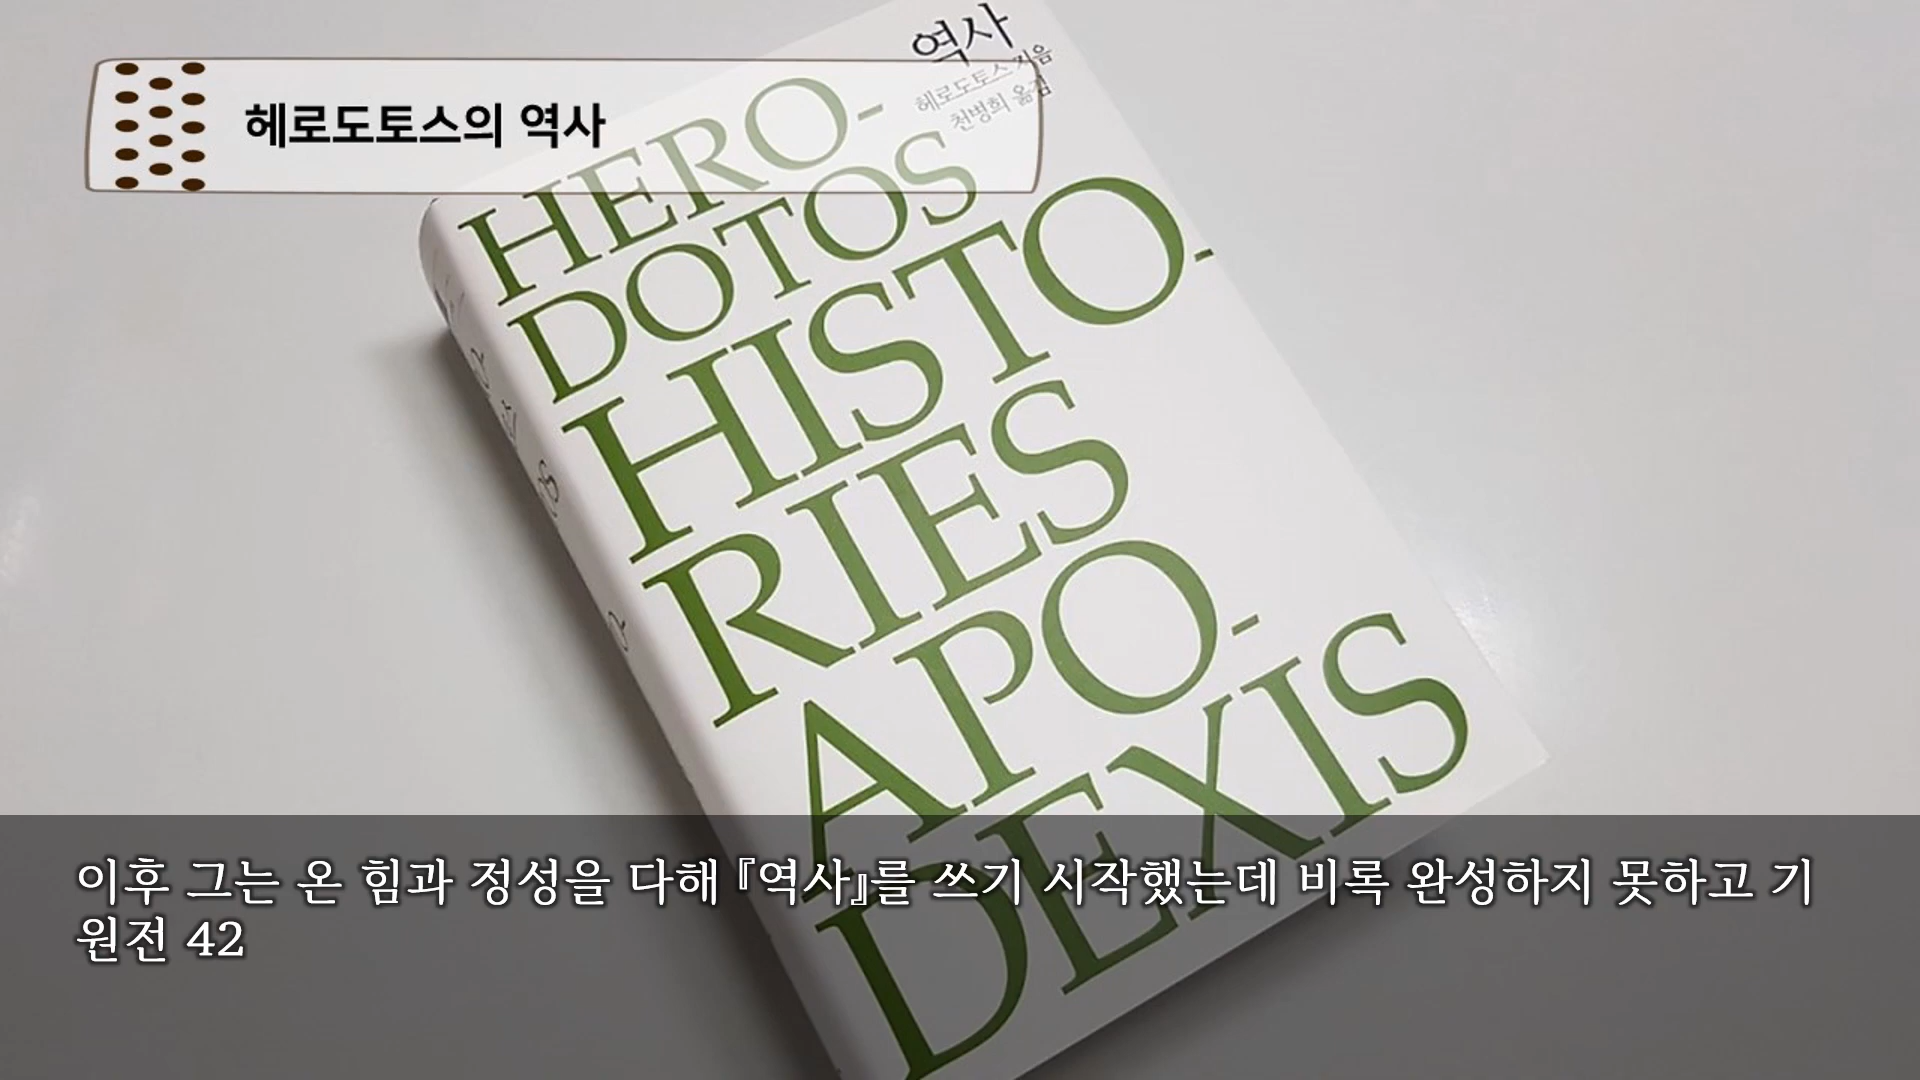 역사
헤로도토스 지음
천병희 옮김
헤로도토스의 역사
HERO-
DOTOS
HISTO-
RIES
APO-
DEXIS
이후 그는 온 힘과 정성을 다해 『역사』를 쓰기 시작했는데 비록 완성하지 못하고 기
원전 42